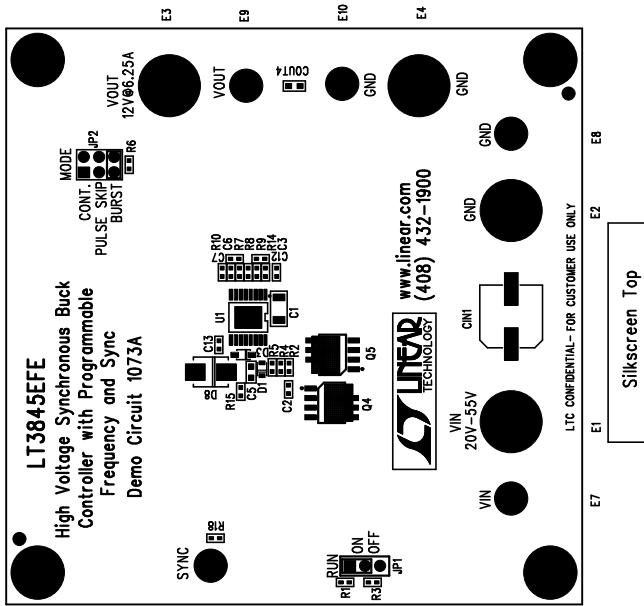 E3
E9
E10
E4
LT3845EFE
High Voltage Synchronous Buck
Controller with Programmable
Frequency and Sync
Demo Circuit 1073A
MODE
CONT.
PULSE SKIP
BURST
JP2
R6
VOUT
12V@6.25A
VOUT
COUT4
GND
GND
SYNC
R18
D8
C13
R15
C5
D1
U1
C1
C7
R10
C6
R7
R8
R9
R14
C12
C3
R5
R4
R2
C2
Q4
Q5
RUN
ON
OFF
JP1
R1
R3
LINEAR
TECHNOLOGY
www.linear.com
(408) 432-1900
VIN
VIN
20V-55V
CIN1
GND
GND
LTC CONFIDENTIAL-FOR CUSTOMER USE ONLY
E7
E1
E2
E8
Silkscreen Top